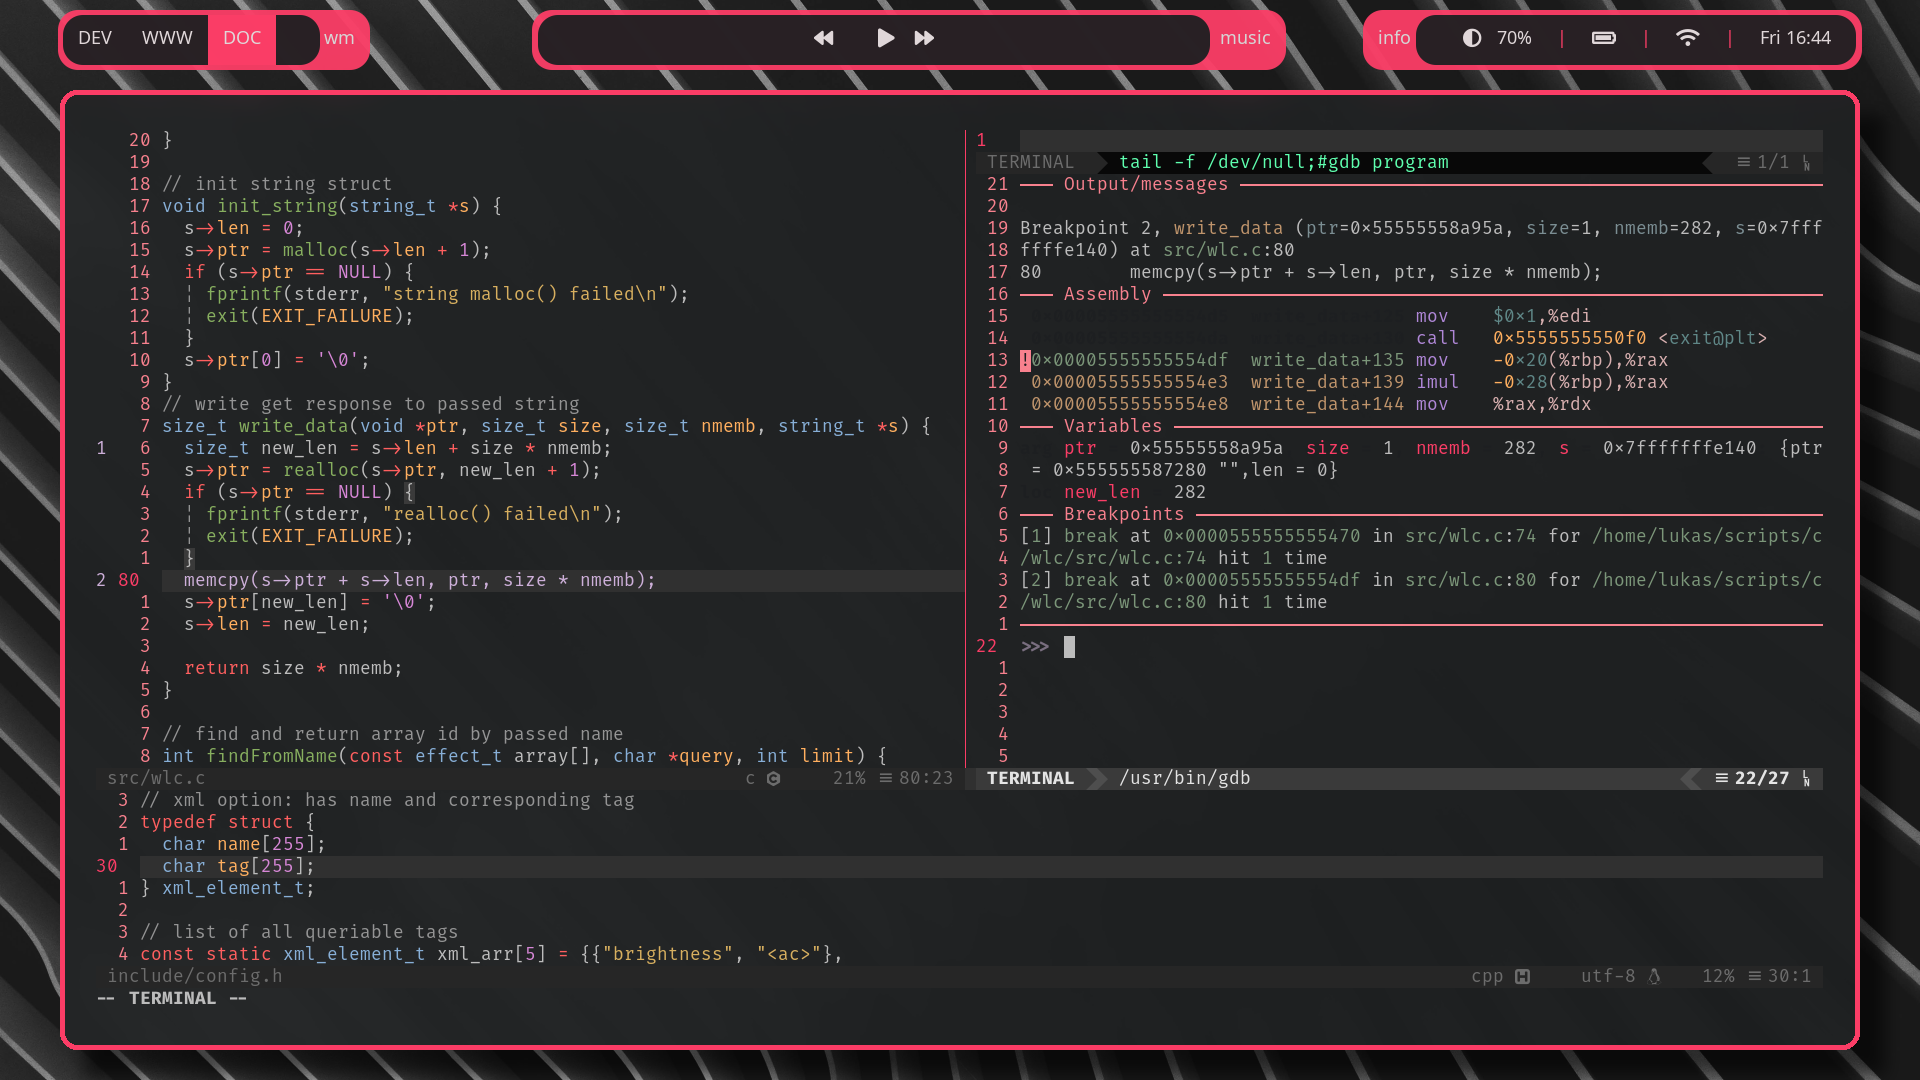 DEV WWW DOC wm
music
info 70% | | | Fri 16:44
20 }
19
18 // init string struct
17 void init_string(string_t *s) {
16   s->len = 0;
15   s->ptr = malloc(s->len + 1);
14   if (s->ptr == NULL) {
13   ¦ fprintf(stderr, "string malloc() failed\n");
12   ¦ exit(EXIT_FAILURE);
11   }
10   s->ptr[0] = '\0';
9 }
8 // write get response to passed string
7 size_t write_data(void *ptr, size_t size, size_t nmemb, string_t *s) {
1 6   size_t new_len = s->len + size * nmemb;
5   s->ptr = realloc(s->ptr, new_len + 1);
4   if (s->ptr == NULL) {
3   ¦ fprintf(stderr, "realloc() failed\n");
2   ¦ exit(EXIT_FAILURE);
1   }
2 80   memcpy(s->ptr + s->len, ptr, size * nmemb);
1   s->ptr[new_len] = '\0';
2   s->len = new_len;
3
4   return size * nmemb;
5 }
6
7 // find and return array id by passed name
8 int findFromName(const effect_t array[], char *query, int limit) {
src/wlc.c c 21% ≡ 80:23
1
TERMINAL tail -f /dev/null;#gdb program ≡ 1/1 LN
21 ─── Output/messages
20
19 Breakpoint 2, write_data (ptr=0×55555558a95a, size=1, nmemb=282, s=0×7fff
18 ffffe140) at src/wlc.c:80
17 80        memcpy(s->ptr + s->len, ptr, size * nmemb);
16 ─── Assembly
15 mov    $0×1,%edi
14 call   0×5555555550f0 <exit@plt>
13 !0×00005555555554df  write_data+135 mov    -0×20(%rbp),%rax
12  0×00005555555554e3  write_data+139 imul   -0×28(%rbp),%rax
11  0×00005555555554e8  write_data+144 mov    %rax,%rdx
10 ─── Variables
9 ptr   0×55555558a95a  size   1  nmemb   282  s   0×7fffffffe140  {ptr
8  = 0×555555587280 "",len = 0}
7 new_len   282
6 ─── Breakpoints
5 [1] break at 0×0000555555555470 in src/wlc.c:74 for /home/lukas/scripts/c
4 /wlc/src/wlc.c:74 hit 1 time
3 [2] break at 0×00005555555554df in src/wlc.c:80 for /home/lukas/scripts/c
2 /wlc/src/wlc.c:80 hit 1 time
1
22 >>>
1
2
3
4
5
TERMINAL /usr/bin/gdb ≡ 22/27 LN
3 // xml option: has name and corresponding tag
2 typedef struct {
1   char name[255];
30   char tag[255];
1 } xml_element_t;
2
3 // list of all queriable tags
4 const static xml_element_t xml_arr[5] = {{"brightness", "<ac>"},
include/config.h cpp H utf-8 12% ≡ 30:1
-- TERMINAL --